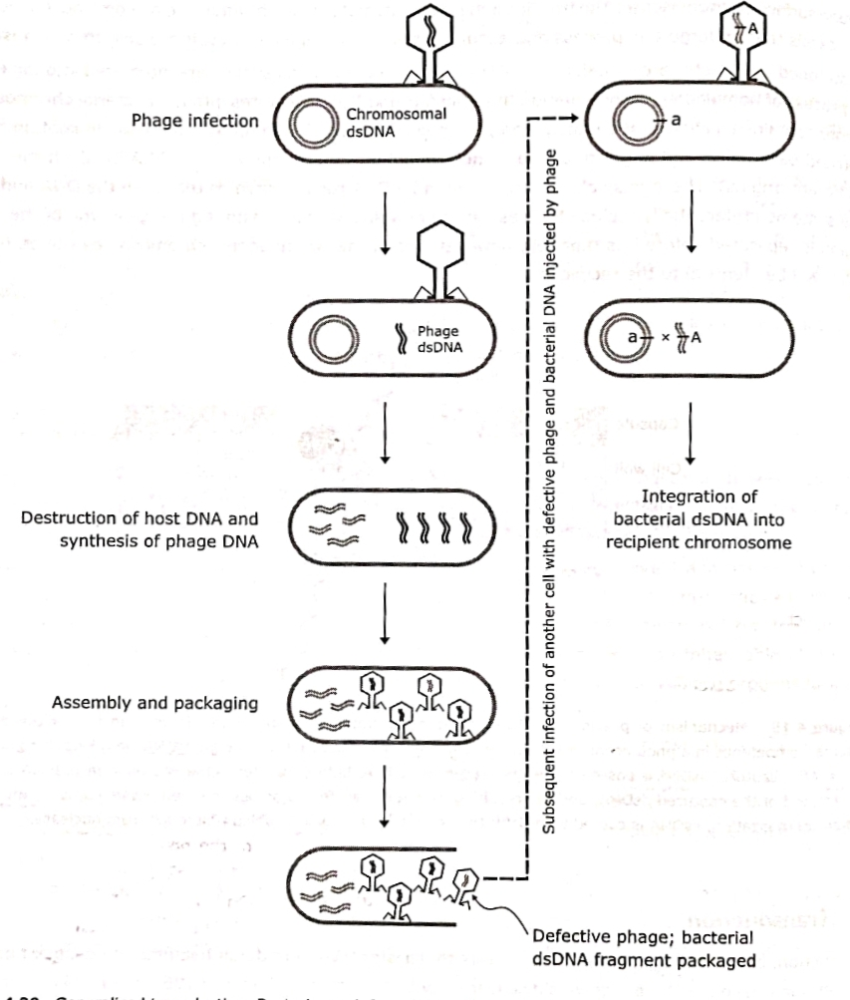 Phage infection
Chromosomal
dsDNA
Phage
dsDNA
Destruction of host DNA and
synthesis of phage DNA
Assembly and packaging
Defective phage; bacterial
dsDNA fragment packaged
Subsequent infection of another cell with defective phage and bacterial DNA injected by phage
A
a
a
x
A
Integration of
bacterial dsDNA into
recipient chromosome